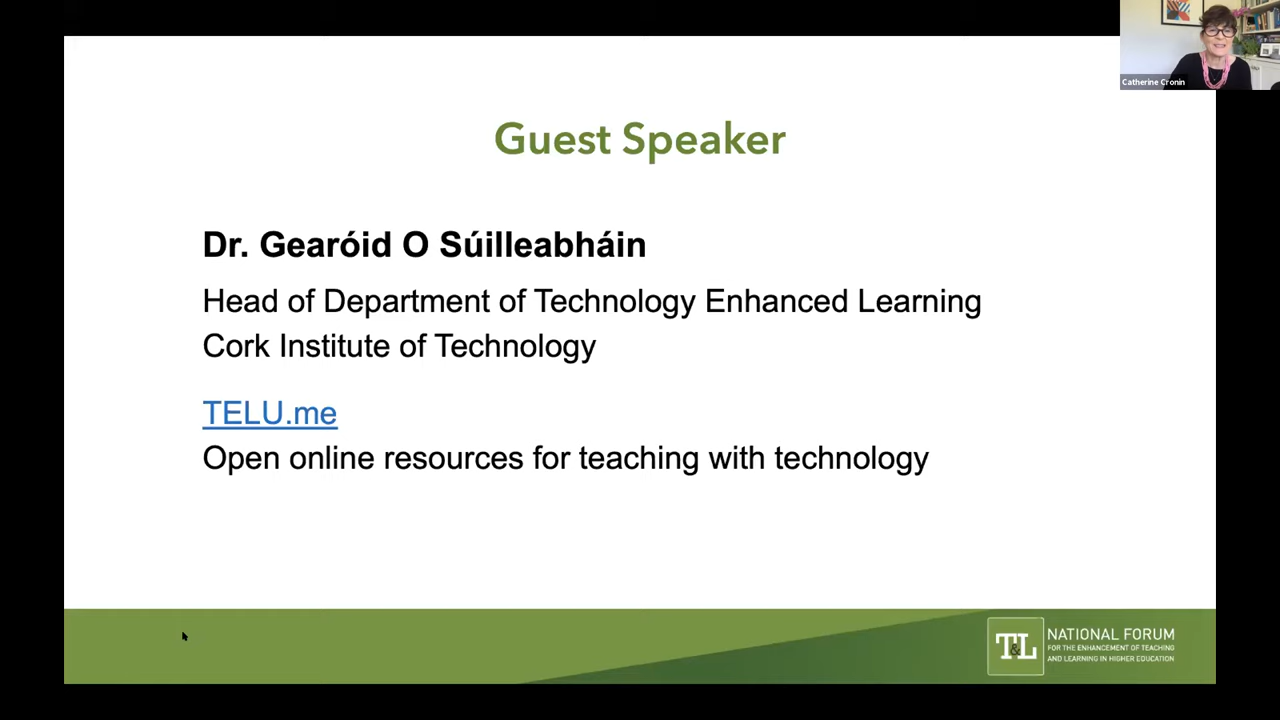 Catherine Cronin
Guest Speaker
Dr. Gearóid O Súilleabháin
Head of Department of Technology Enhanced Learning
Cork Institute of Technology
TELU.me
Open online resources for teaching with technology
T&L
NATIONAL FORUM
FOR THE ENHANCEMENT OF TEACHING
AND LEARNING IN HIGHER EDUCATION